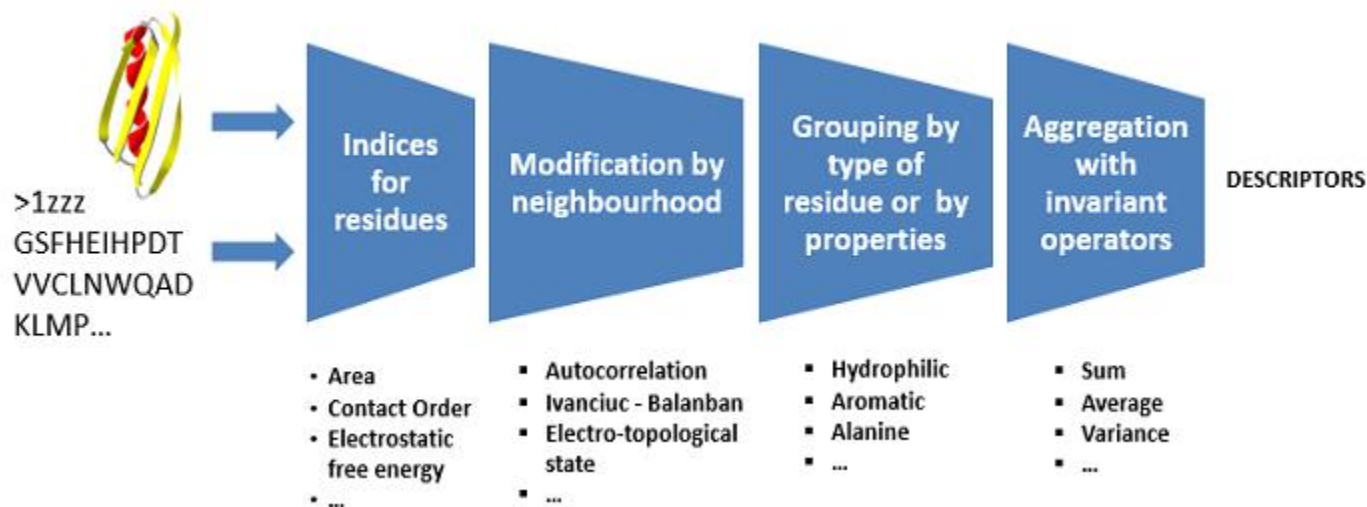 >1zzz
GSFHEIHPDT
VVCLNWQAD
KLMP...
Indices
for
residues
Modification by
neighbourhood
Grouping by
type of
residue or by
properties
Aggregation
with
invariant
operators
DESCRIPTORS
• Area
• Contact Order
• Electrostatic
free energy
• ...
▪ Autocorrelation
▪ Ivanciuc - Balanban
▪ Electro-topological
state
▪ ...
▪ Hydrophilic
▪ Aromatic
▪ Alanine
▪ ...
▪ Sum
▪ Average
▪ Variance
▪ ...